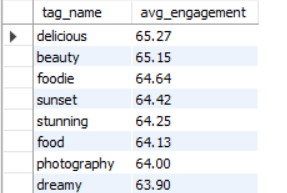 tag_name avg_engagement
delicious 65.27
beauty 65.15
foodie 64.64
sunset 64.42
stunning 64.25
food 64.13
photography 64.00
dreamy 63.90